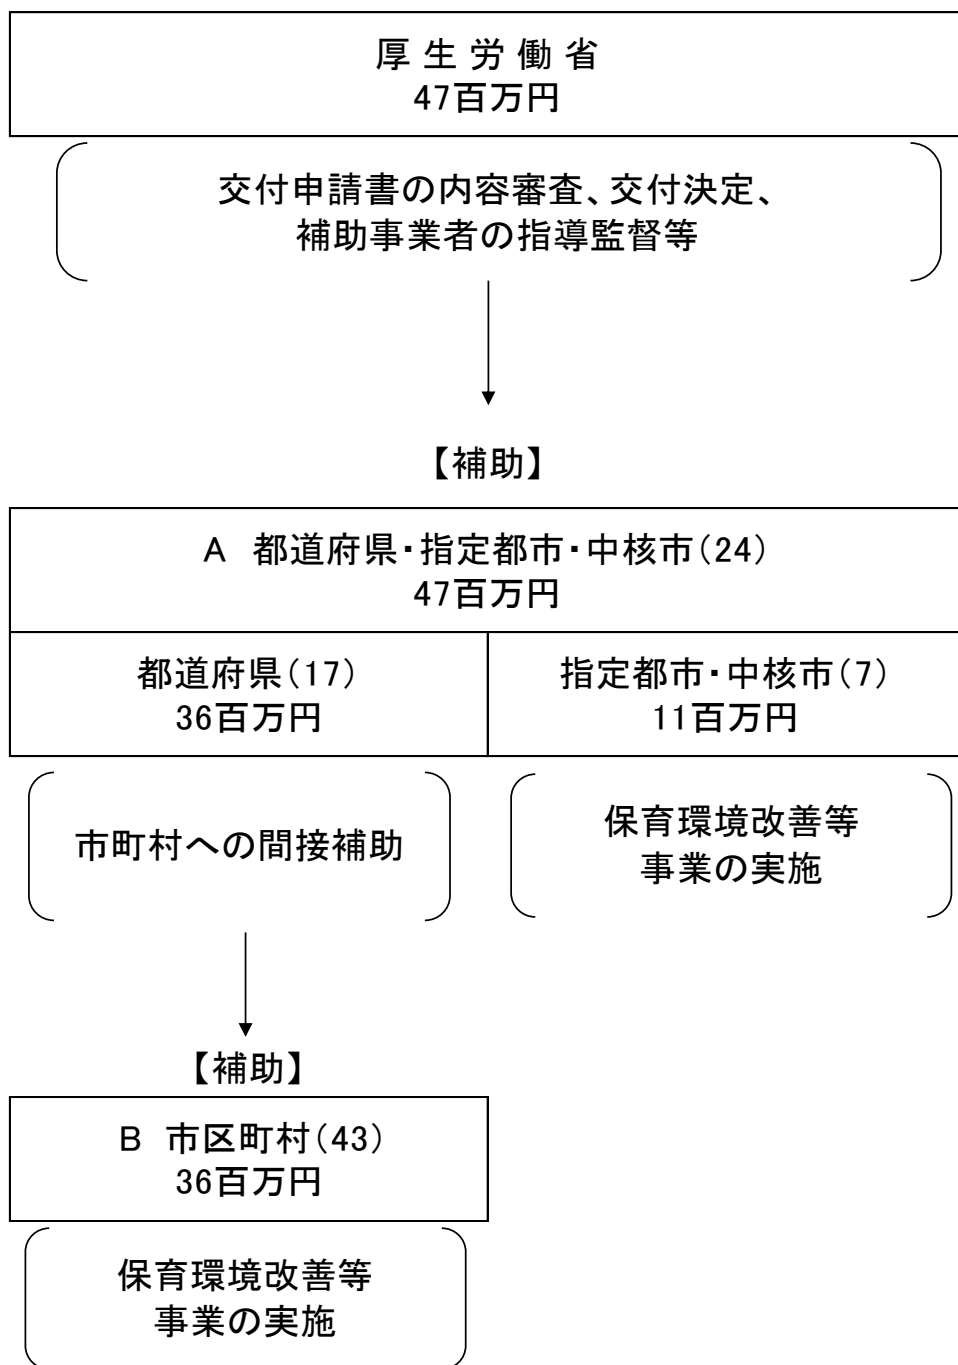 厚生労働省
47百万円
交付申請書の内容審査、交付決定、
補助事業者の指導監督等
【補助】
A 都道府県・指定都市・中核市(24)
47百万円
都道府県(17)
36百万円
指定都市・中核市(7)
11百万円
市町村への間接補助
保育環境改善等
事業の実施
【補助】
B 市区町村(43)
36百万円
保育環境改善等
事業の実施